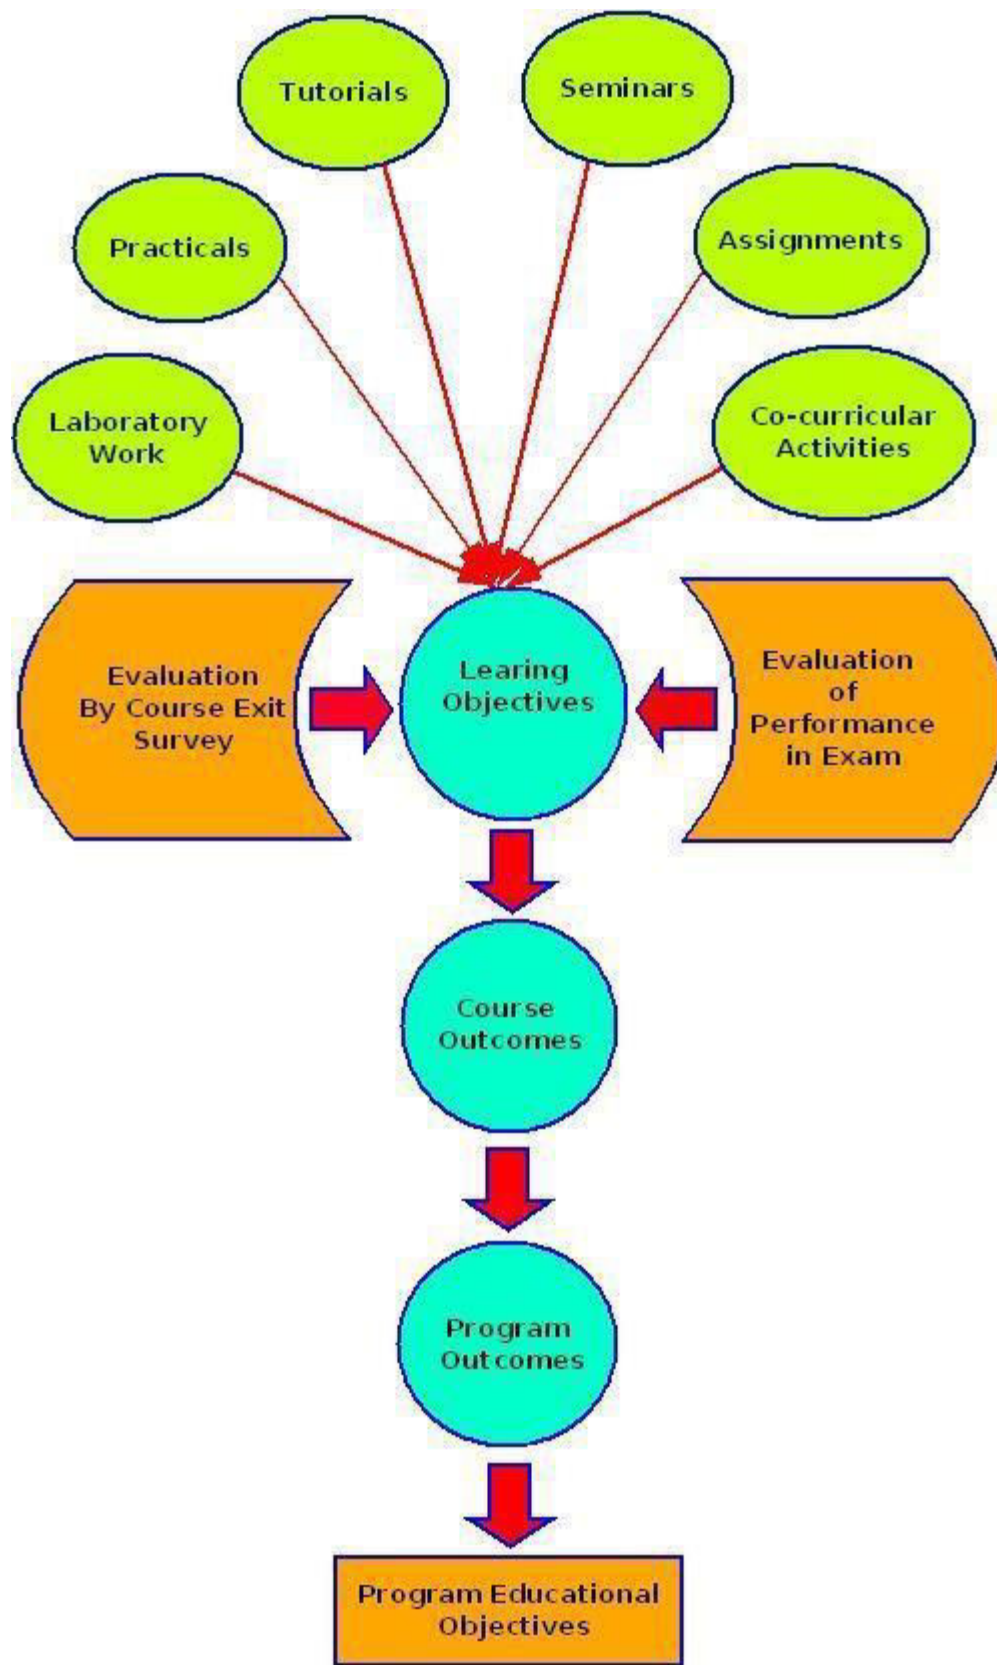 Tutorials
Seminars
Practicals
Assignments
Laboratory
Work
Co-curricular
Activities
Evaluation
By Course Exit
Survey
Learing
Objectives
Evaluation
of
Performance
in Exam
Course
Outcomes
Program
Outcomes
Program Educational
Objectives